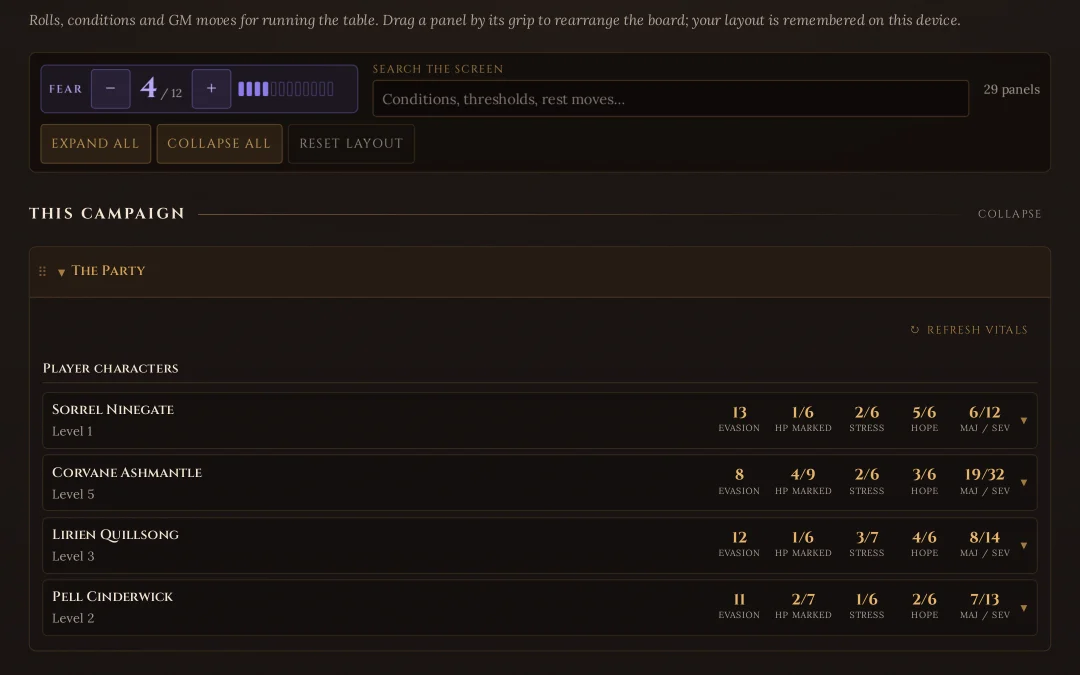 Rolls, conditions and GM moves for running the table. Drag a panel by its grip to rearrange the board; your layout is remembered on this device.
FEAR − 4 / 12 +
SEARCH THE SCREEN
Conditions, thresholds, rest moves...
29 panels
EXPAND ALL COLLAPSE ALL RESET LAYOUT
THIS CAMPAIGN COLLAPSE
The Party
↻ REFRESH VITALS
Player characters
Sorrel Ninegate
Level 1
13 1/6 2/6 5/6 6/12
EVASION HP MARKED STRESS HOPE MAJ / SEV
Corvane Ashmantle
Level 5
8 4/9 2/6 3/6 19/32
EVASION HP MARKED STRESS HOPE MAJ / SEV
Lirien Quillsong
Level 3
12 1/6 3/7 4/6 8/14
EVASION HP MARKED STRESS HOPE MAJ / SEV
Pell Cinderwick
Level 2
11 2/7 1/6 2/6 7/13
EVASION HP MARKED STRESS HOPE MAJ / SEV